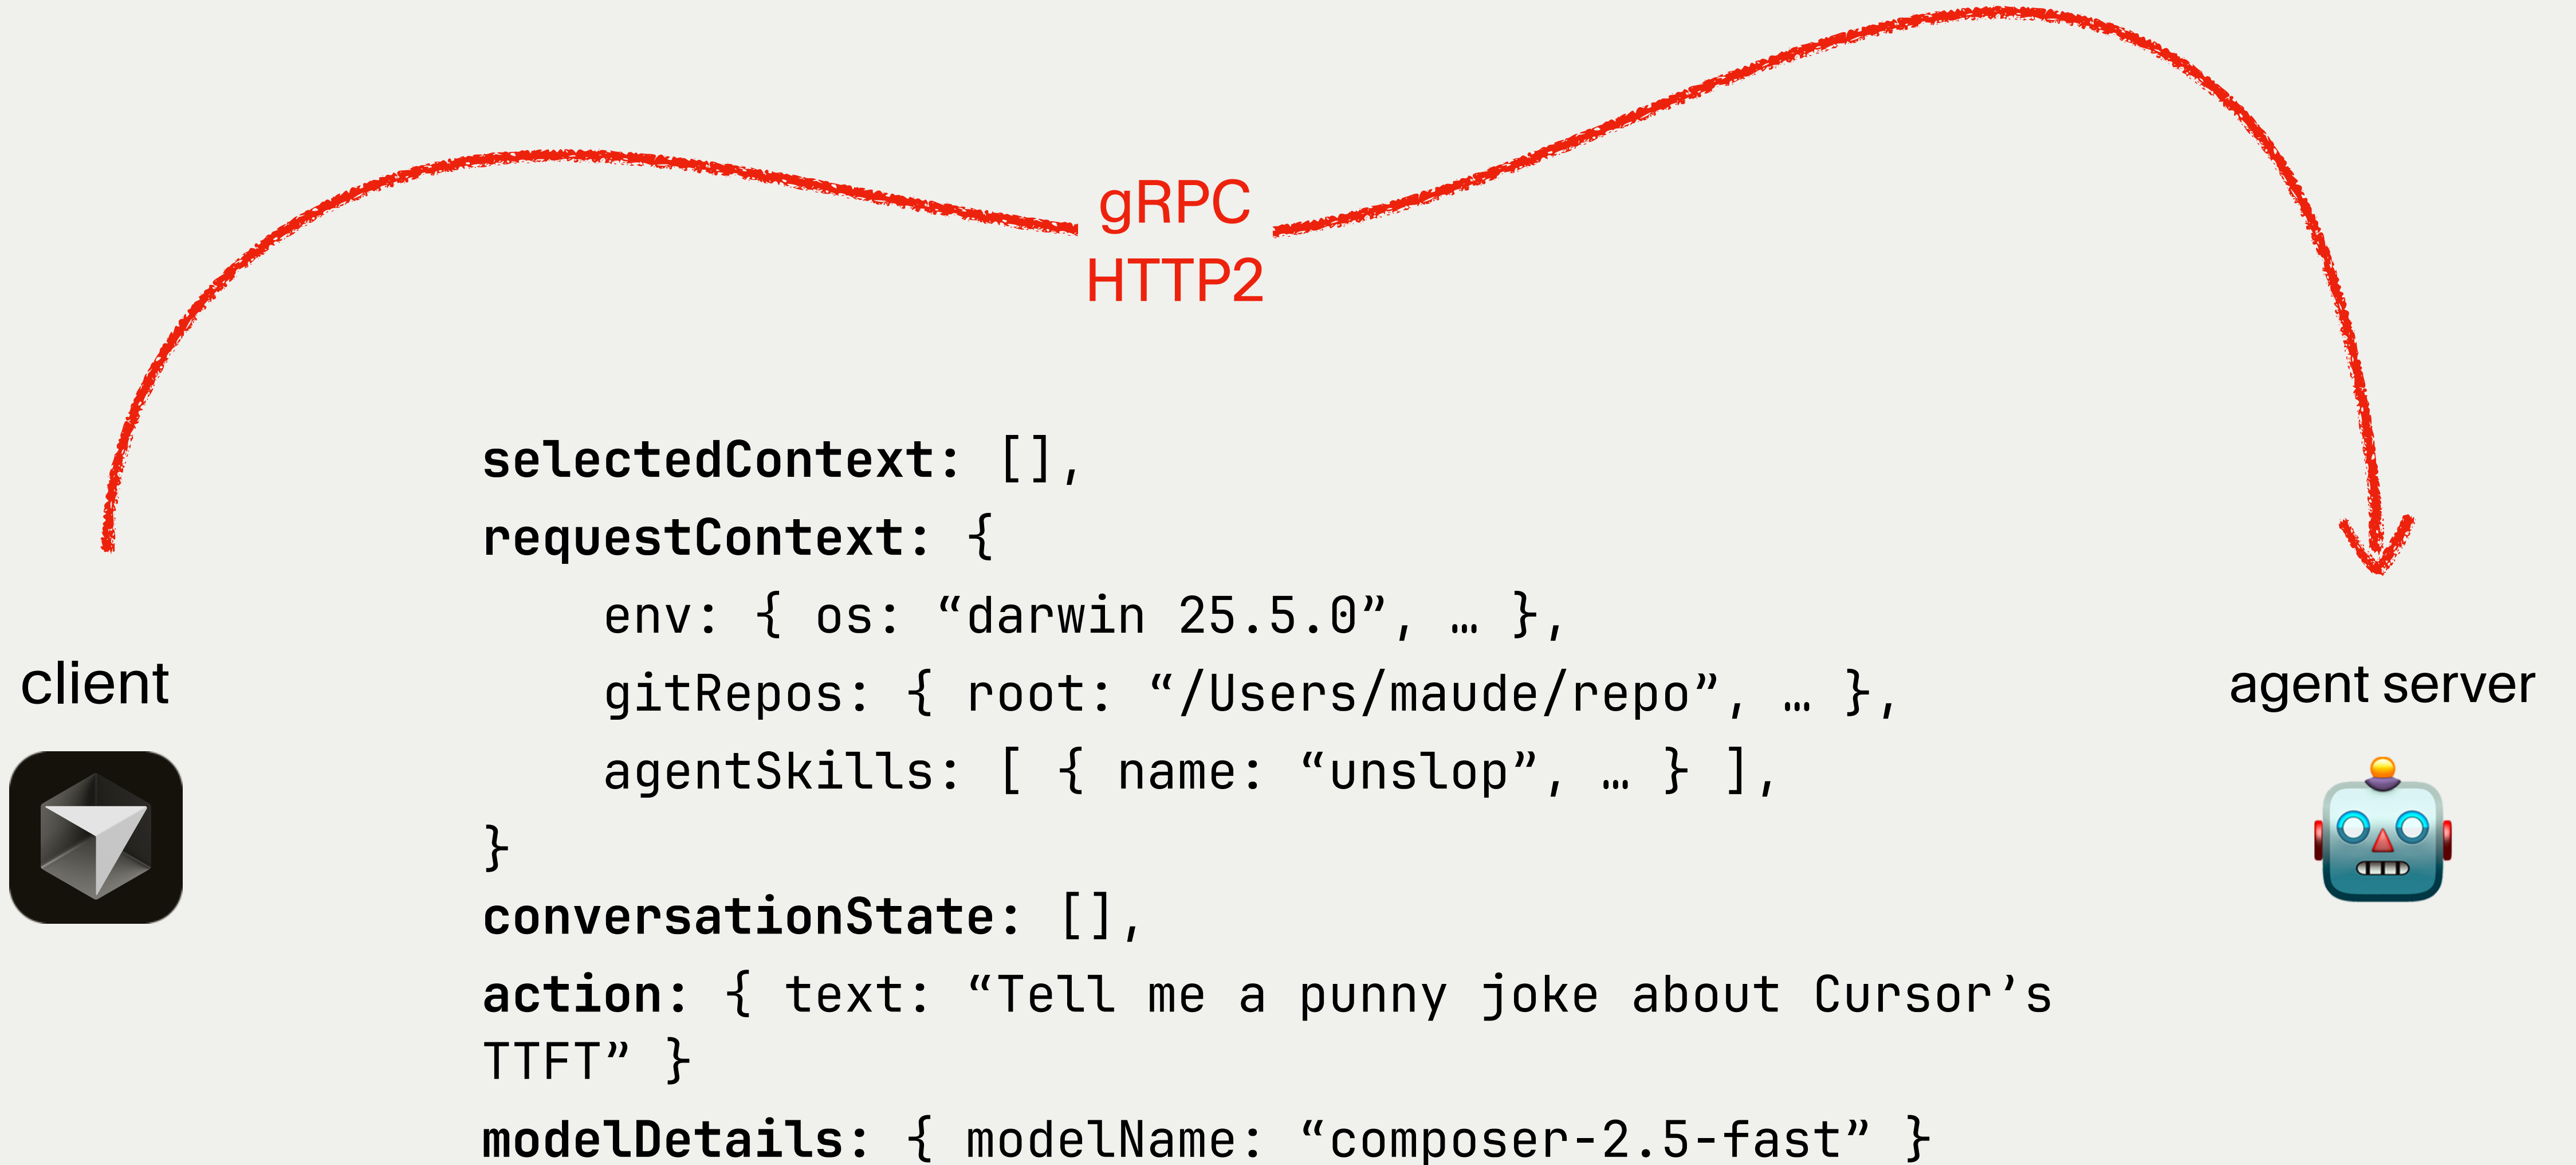 gRPC
HTTP2
selectedContext: [],
requestContext: {
env: { os: “darwin 25.5.0”, … },
gitRepos: { root: “/Users/maude/repo”, … },
agentSkills: [ { name: “unslop”, … } ],
}
conversationState: [],
action: { text: “Tell me a punny joke about Cursor’s
TTFT” }
modelDetails: { modelName: “composer-2.5-fast” }
client
agent server